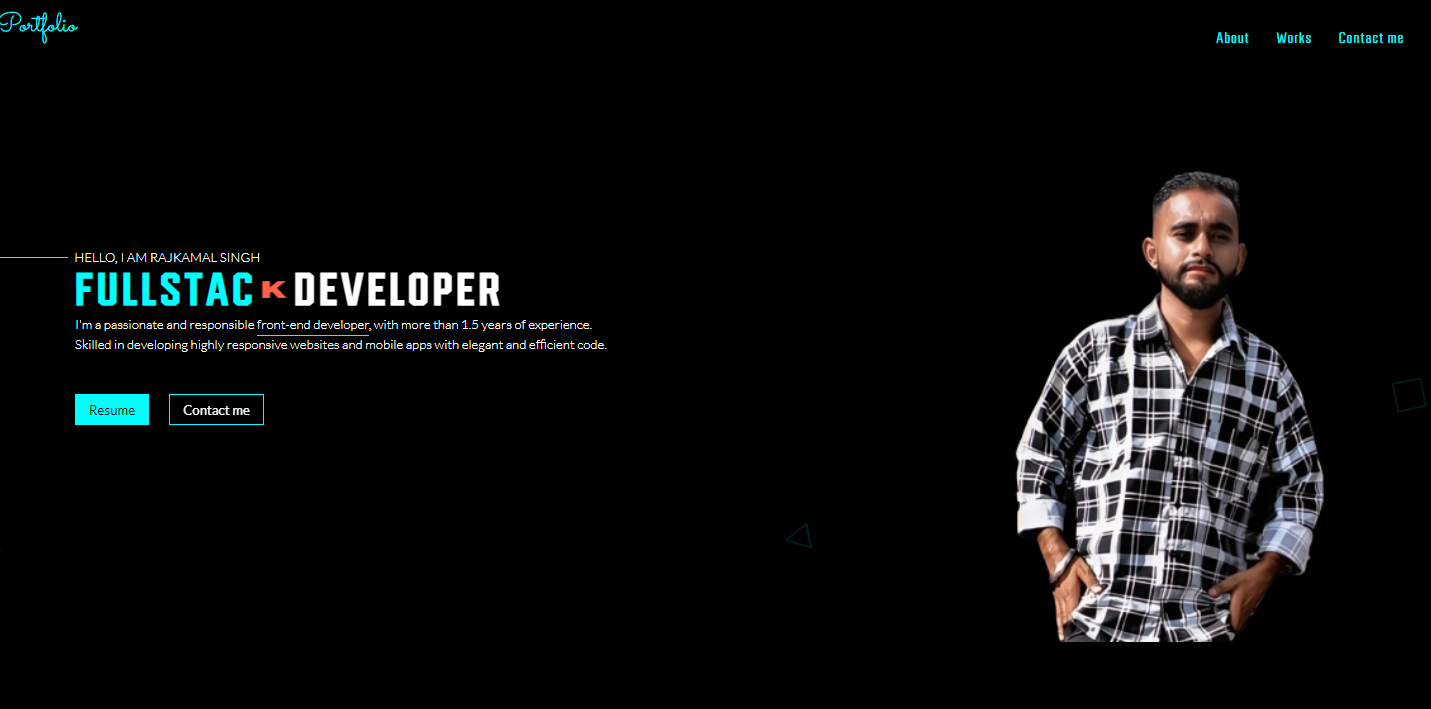 Portfolio
About Works Contact me
HELLO, I AM RAJKAMAL SINGH
FULLSTACK DEVELOPER
I'm a passionate and responsible front-end developer, with more than 1.5 years of experience.
Skilled in developing highly responsive websites and mobile apps with elegant and efficient code.
Resume Contact me